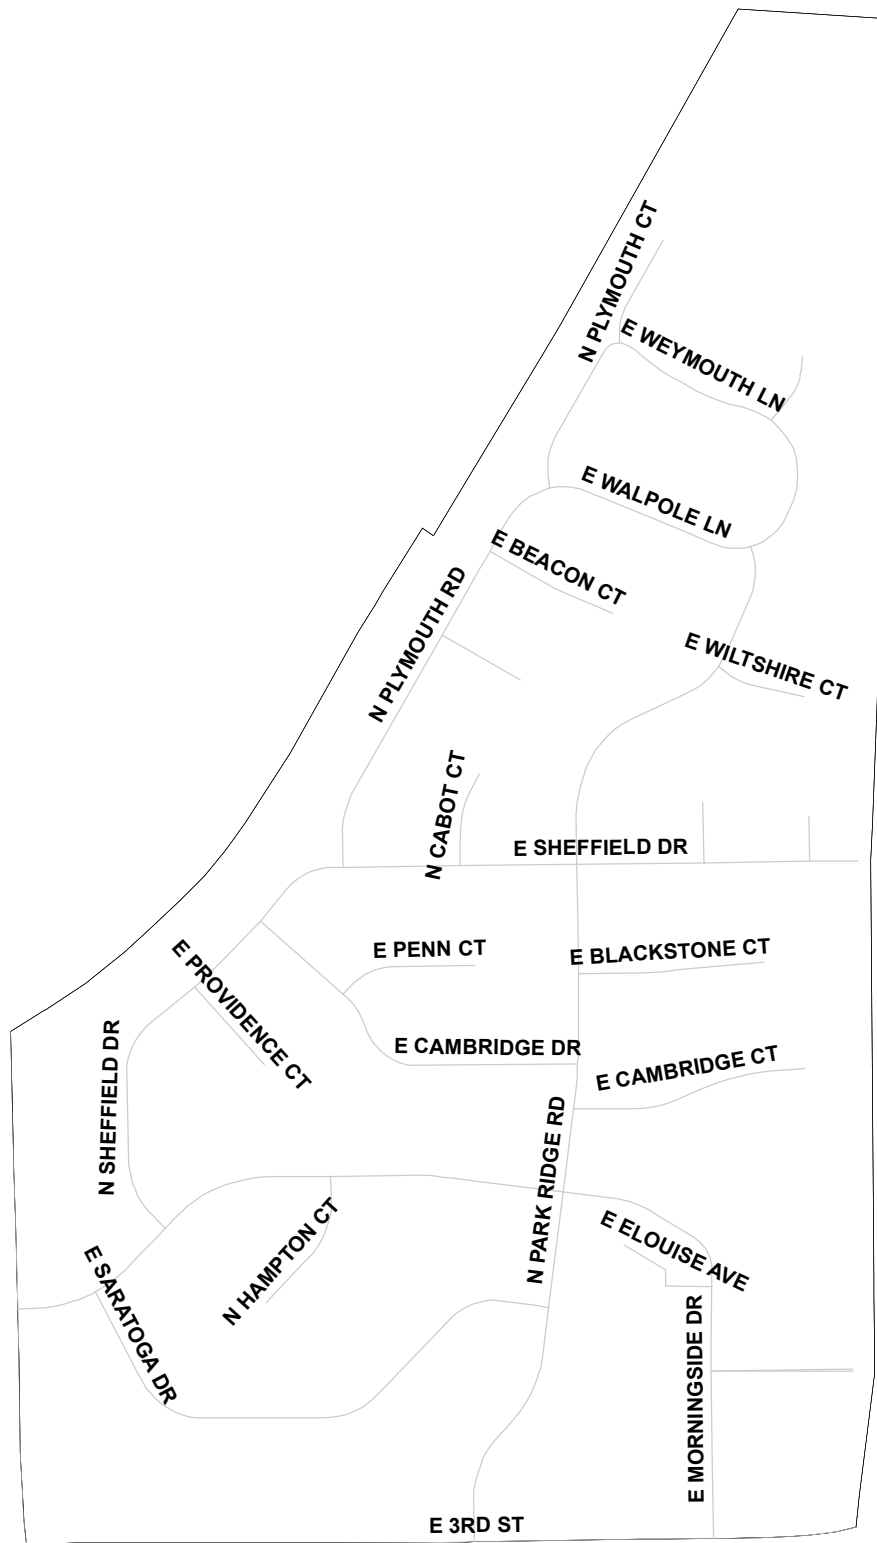 N PLYMOUTH CT
E WEYMOUTH LN
E WALPOLE LN
E BEACON CT
N PLYMOUTH RD
E WILTSHIRE CT
N CABOT CT
E SHEFFIELD DR
E PENN CT
E BLACKSTONE CT
E PROVIDENCE CT
E CAMBRIDGE DR
E CAMBRIDGE CT
N SHEFFIELD DR
N PARK RIDGE RD
N HAMPTON CT
E ELOUISE AVE
E SARATOGA DR
E MORNINGSIDE DR
E 3RD ST